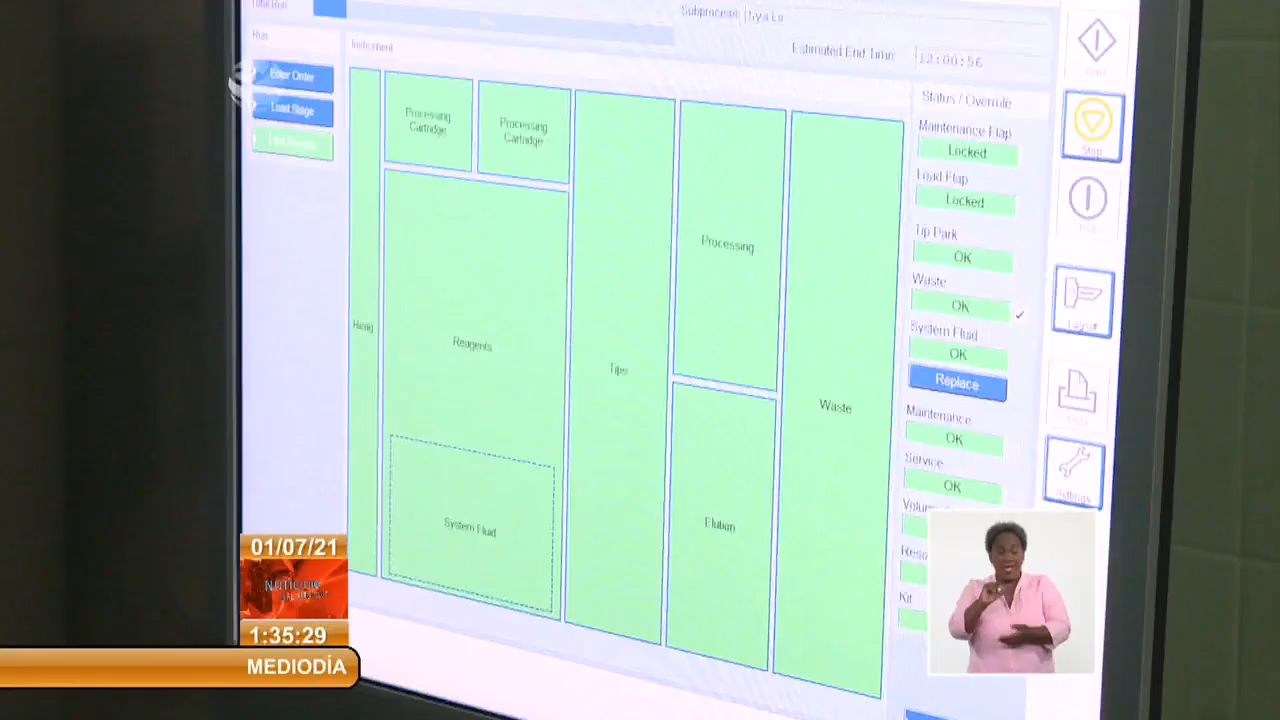 Subprocess
Run
Instrument
Estimated End Time:
12:00:56
Enter Order
Load Stage
Processing
Cartridge
Processing
Cartridge
Reagents
System Fluid
Tips
Processing
Elution
Waste
Status / Override
Maintenance Flap
Locked
Load Flap
Locked
Tip Park
OK
Waste
OK
System Fluid
OK
Replace
Maintenance
OK
Service
OK
Kit
Stop
Logout
Settings
01/07/21
1:35:29
MEDIODÍA